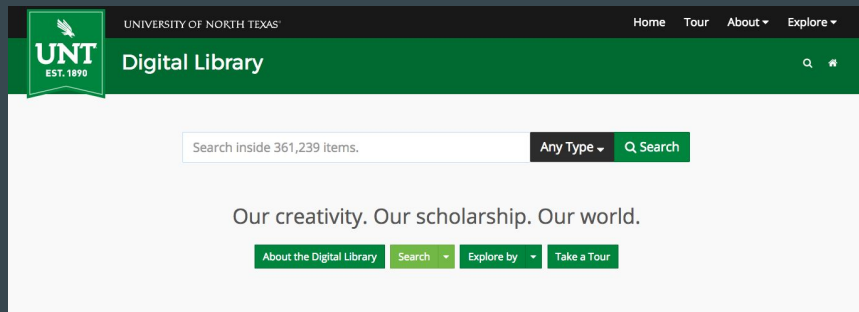 UNIVERSITY OF NORTH TEXAS®
Home Tour About Explore
UNT
EST. 1890
Digital Library
Search inside 361,239 items.
Any Type
Search
Our creativity. Our scholarship. Our world.
About the Digital Library Search Explore by Take a Tour